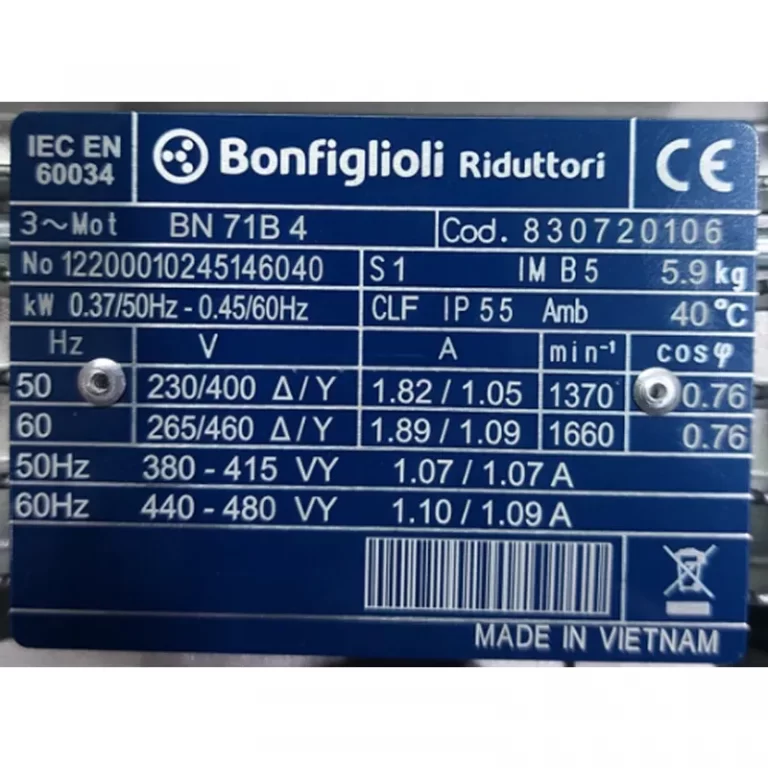 IEC EN
60034
Bonfiglioli Riduttori
CE
3~Mot BN 71B 4 Cod. 830720106
No 12200010245146040 S1 IM B5 5.9 kg
kW 0.37/50Hz - 0.45/60Hz CLF IP 55 Amb 40 °C
Hz V A min⁻¹ cosφ
50 230/400 Δ/Y 1.82 / 1.05 1370 0.76
60 265/460 Δ/Y 1.89 / 1.09 1660 0.76
50Hz 380 - 415 VY 1.07 / 1.07 A
60Hz 440 - 480 VY 1.10 / 1.09 A
MADE IN VIETNAM